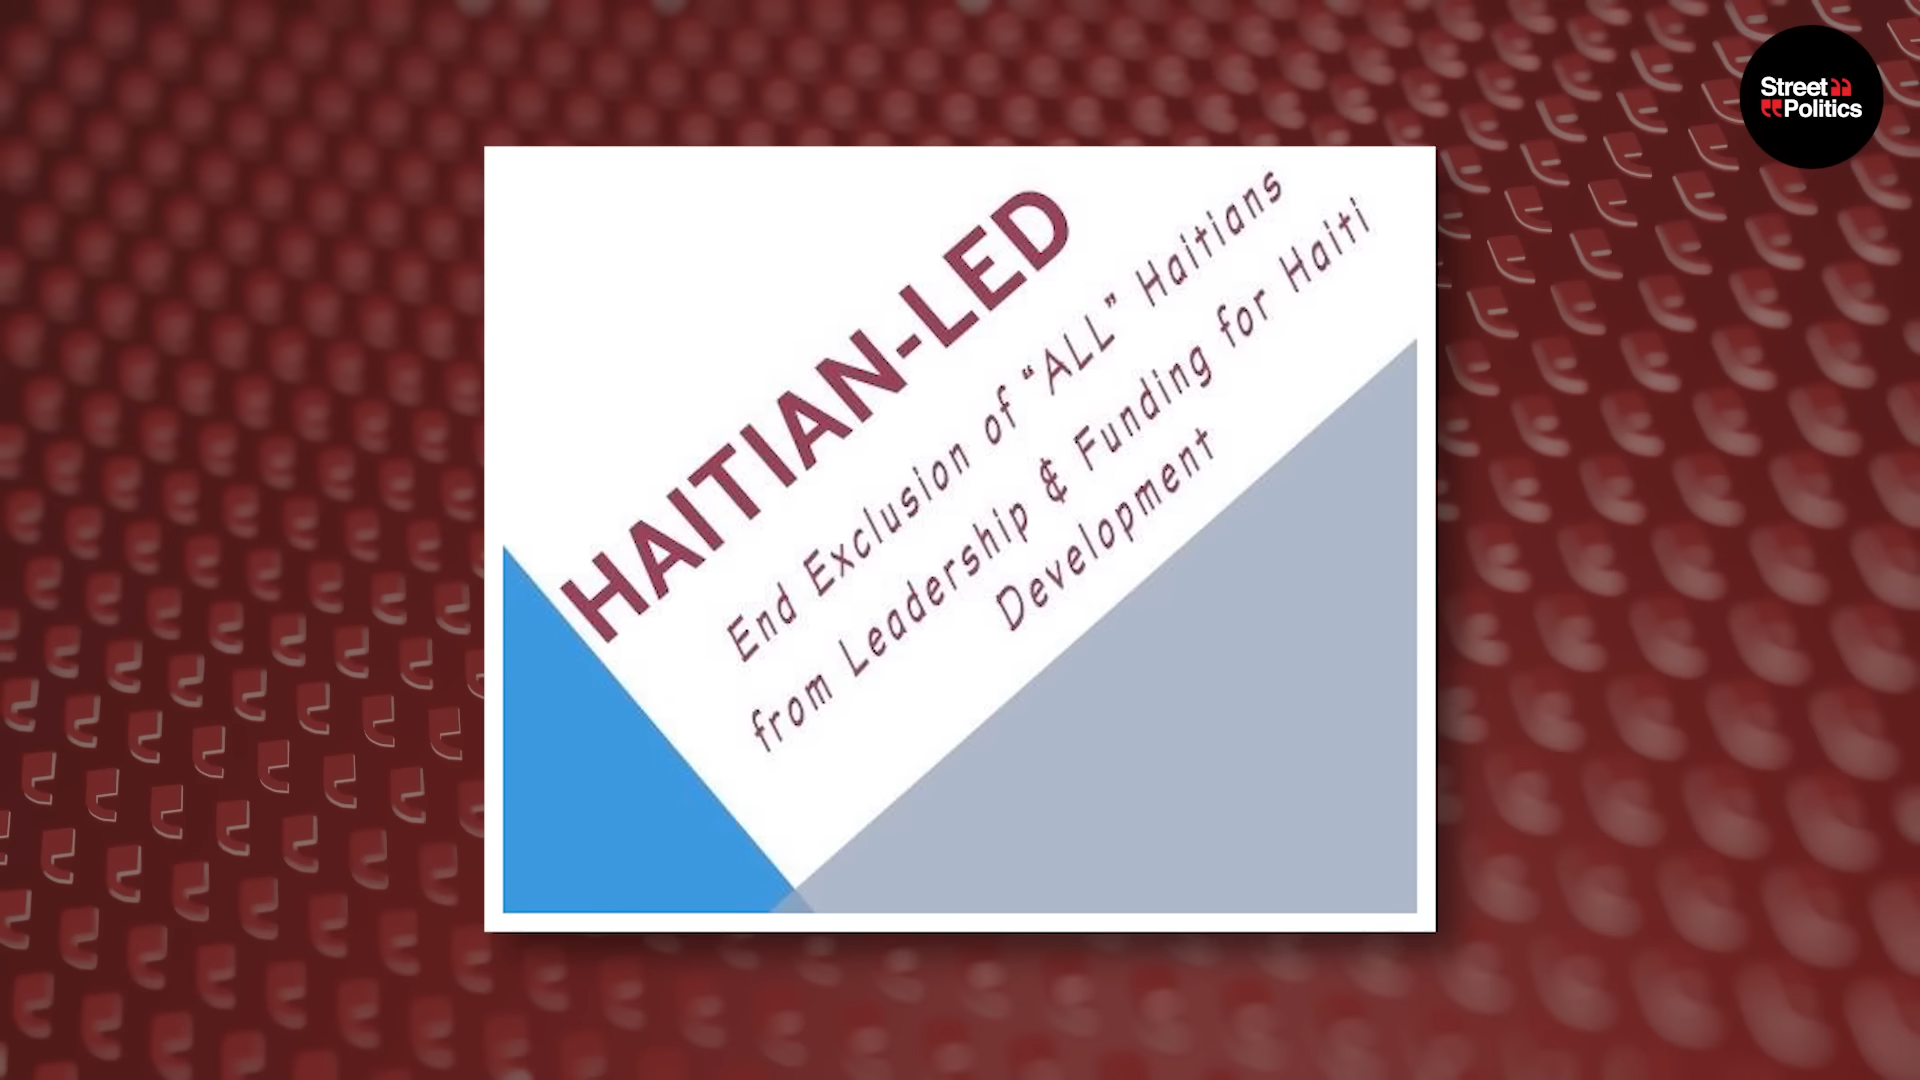 HAITIAN-LED
End Exclusion of “ALL” Haitians
from Leadership & Funding for Haiti
Development
Street
Politics